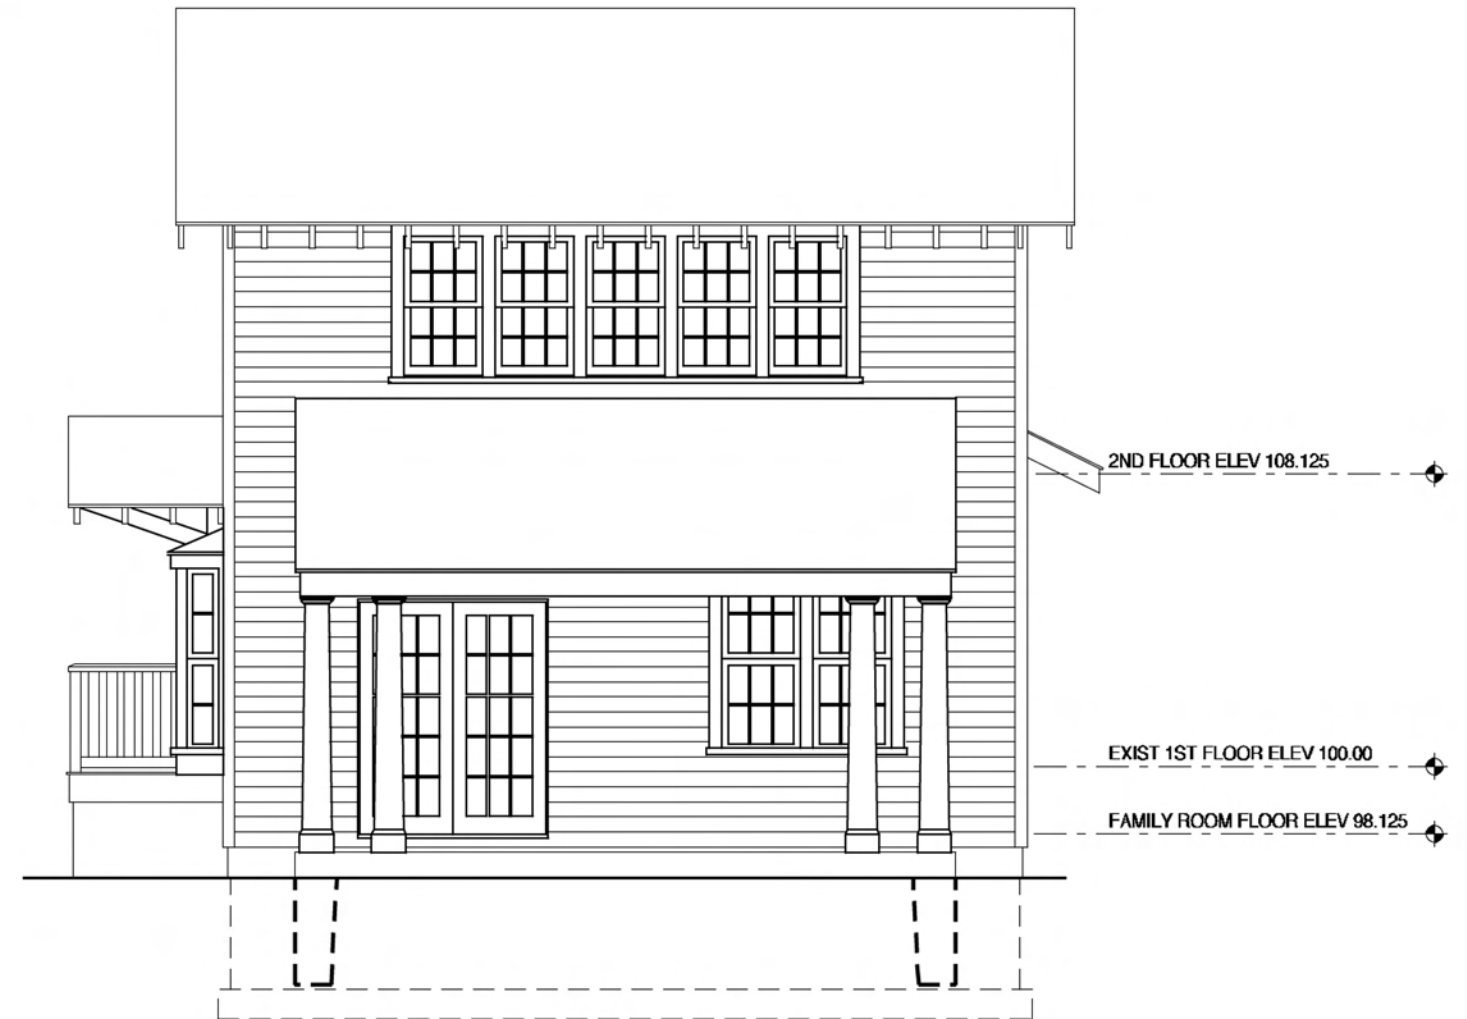 2ND FLOOR ELEV 108.125
EXIST 1ST FLOOR ELEV 100.00
FAMILY ROOM FLOOR ELEV 98.125